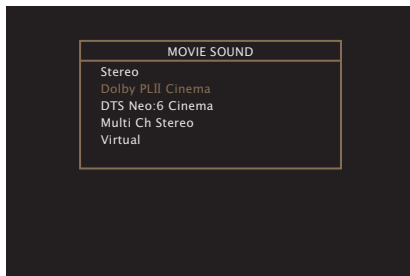 MOVIE SOUND
Stereo
Dolby PLⅡ Cinema
DTS Neo:6 Cinema
Multi Ch Stereo
Virtual